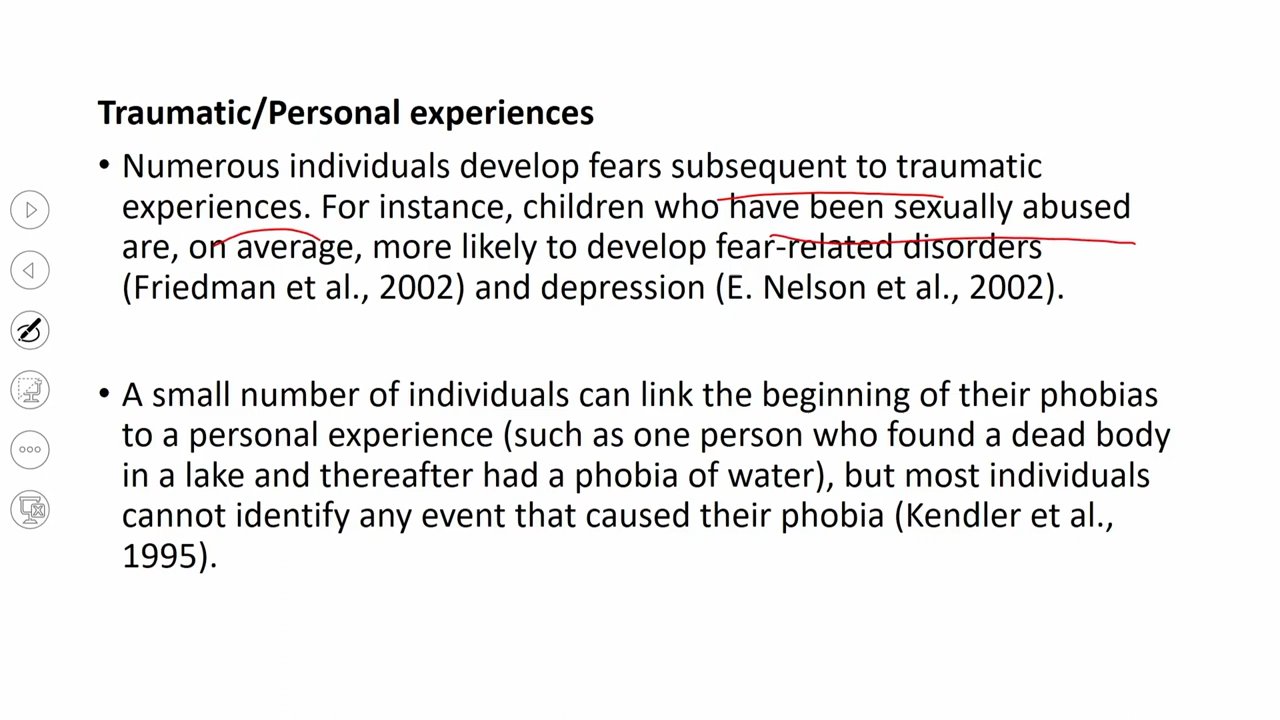 Traumatic/Personal experiences
• Numerous individuals develop fears subsequent to traumatic
experiences. For instance, children who have been sexually abused
are, on average, more likely to develop fear-related disorders
(Friedman et al., 2002) and depression (E. Nelson et al., 2002).
• A small number of individuals can link the beginning of their phobias
to a personal experience (such as one person who found a dead body
in a lake and thereafter had a phobia of water), but most individuals
cannot identify any event that caused their phobia (Kendler et al.,
1995).